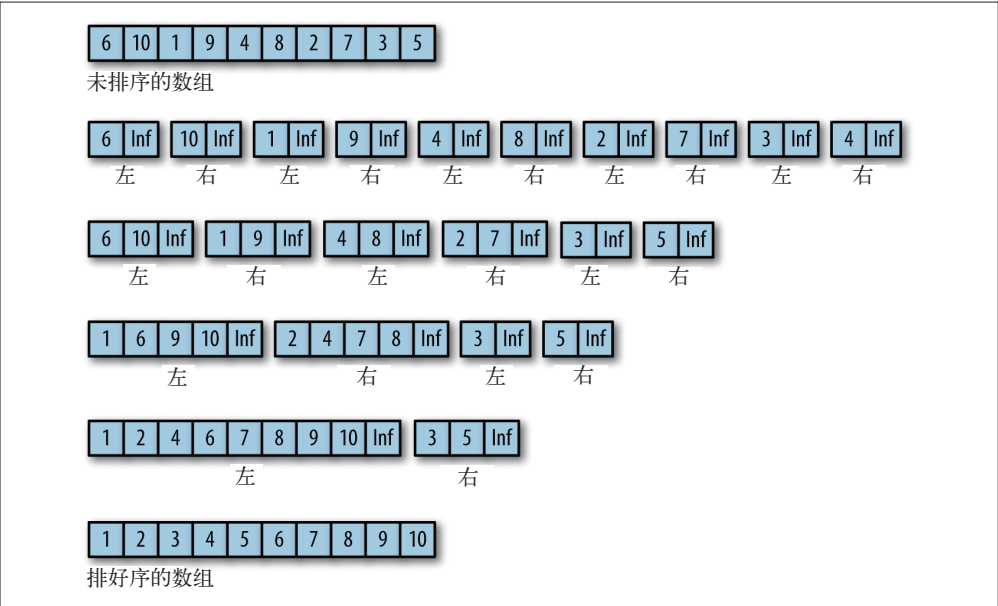 6 10 1 9 4 8 2 7 3 5
未排序的数组
6 Inf 10 Inf 1 Inf 9 Inf 4 Inf 8 Inf 2 Inf 7 Inf 3 Inf 4 Inf
左 右 左 右 左 右 左 右 左 右
6 10 Inf 1 9 Inf 4 8 Inf 2 7 Inf 3 Inf 5 Inf
左 右 左 右 左 右
1 6 9 10 Inf 2 4 7 8 Inf 3 Inf 5 Inf
左 右 左 右
1 2 4 6 7 8 9 10 Inf 3 5 Inf
左 右
1 2 3 4 5 6 7 8 9 10
排好序的数组